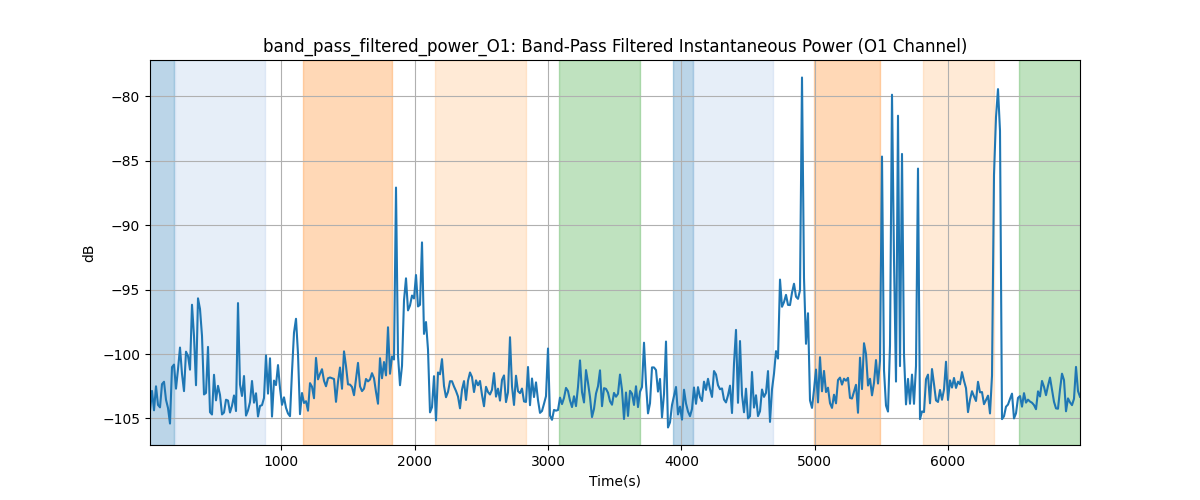 band_pass_filtered_power_O1: Band-Pass Filtered Instantaneous Power (O1 Channel)
dB
−80
−85
−90
−95
−100
−105
1000 2000 3000 4000 5000 6000
Time(s)